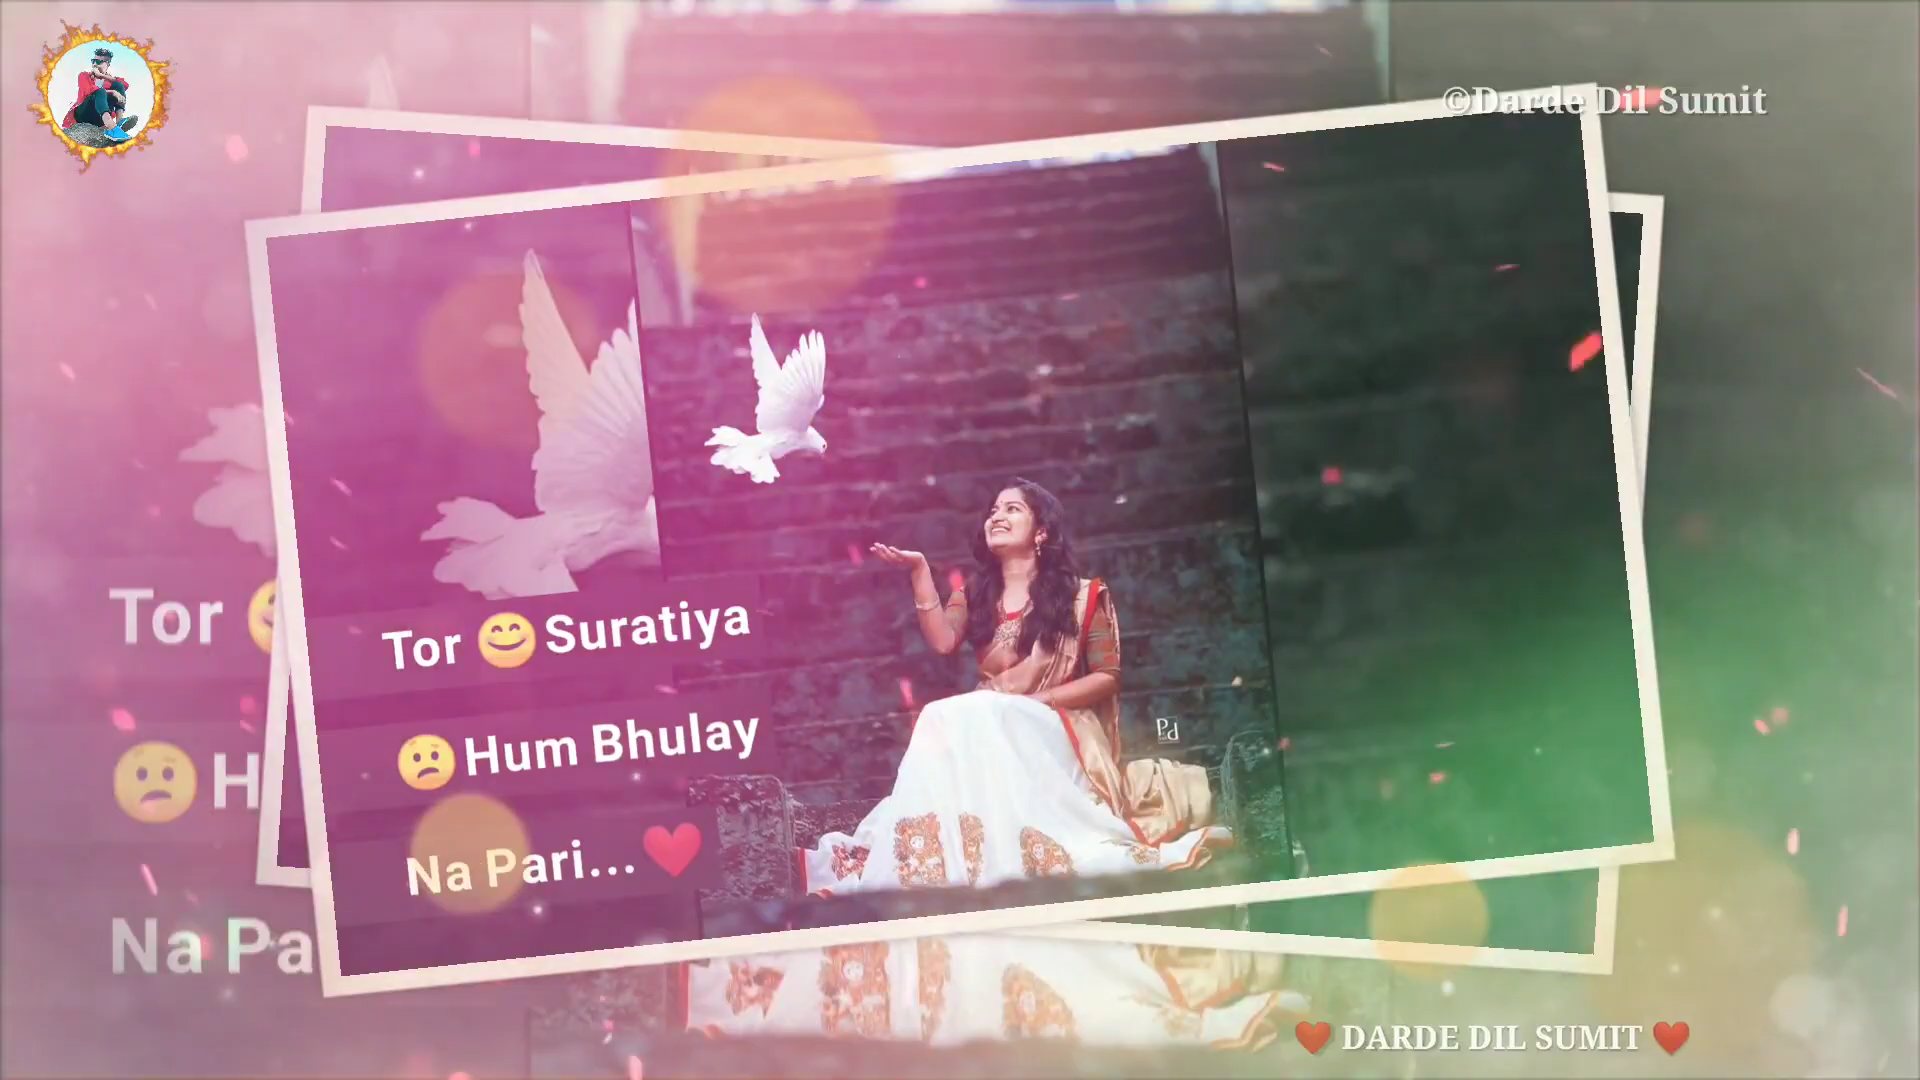 ©Darde Dil Sumit
Tor 😊 Suratiya
😟 Hum Bhulay
Na Pari...❤️
Tor
H
Na Pa
Pd
❤️ DARDE DIL SUMIT ❤️